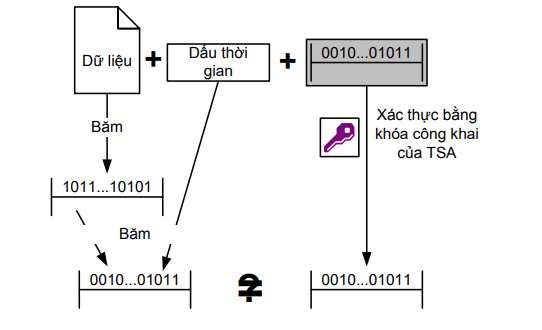 Dữ liệu
+
Dấu thời
gian
+
0010...01011
Băm
Xác thực bằng
khóa công khai
của TSA
1011...10101
Băm
0010...01011
=
?
0010...01011